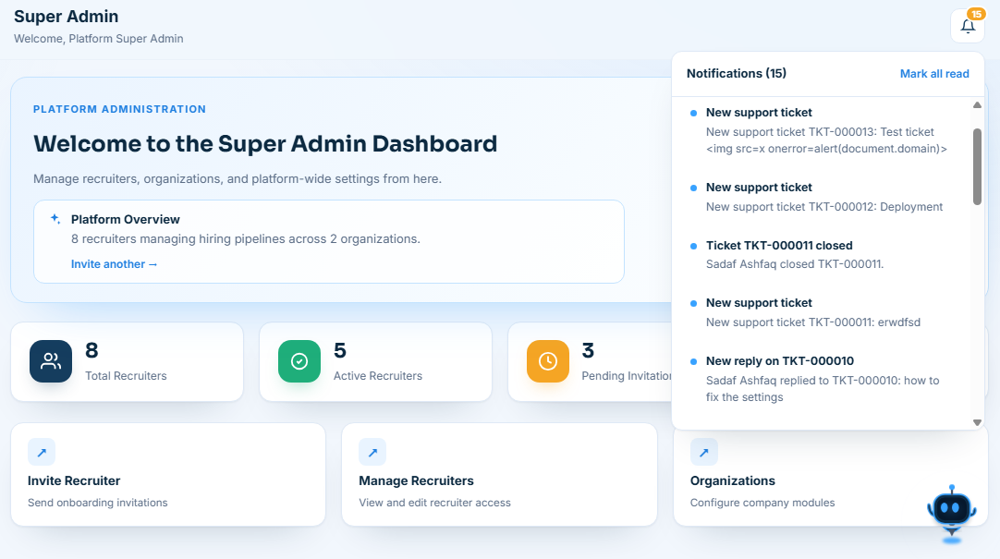 Super Admin
Welcome, Platform Super Admin
15
Notifications (15)
Mark all read
New support ticket
New support ticket TKT-000013: Test ticket
<img src=x onerror=alert(document.domain)>
New support ticket
New support ticket TKT-000012: Deployment
Ticket TKT-000011 closed
Sadaf Ashfaq closed TKT-000011.
New support ticket
New support ticket TKT-000011: erwdfsd
New reply on TKT-000010
Sadaf Ashfaq replied to TKT-000010: how to
fix the settings
PLATFORM ADMINISTRATION
Welcome to the Super Admin Dashboard
Manage recruiters, organizations, and platform-wide settings from here.
Platform Overview
8 recruiters managing hiring pipelines across 2 organizations.
Invite another →
8
Total Recruiters
5
Active Recruiters
3
Pending Invitation
Invite Recruiter
Send onboarding invitations
Manage Recruiters
View and edit recruiter access
Organizations
Configure company modules